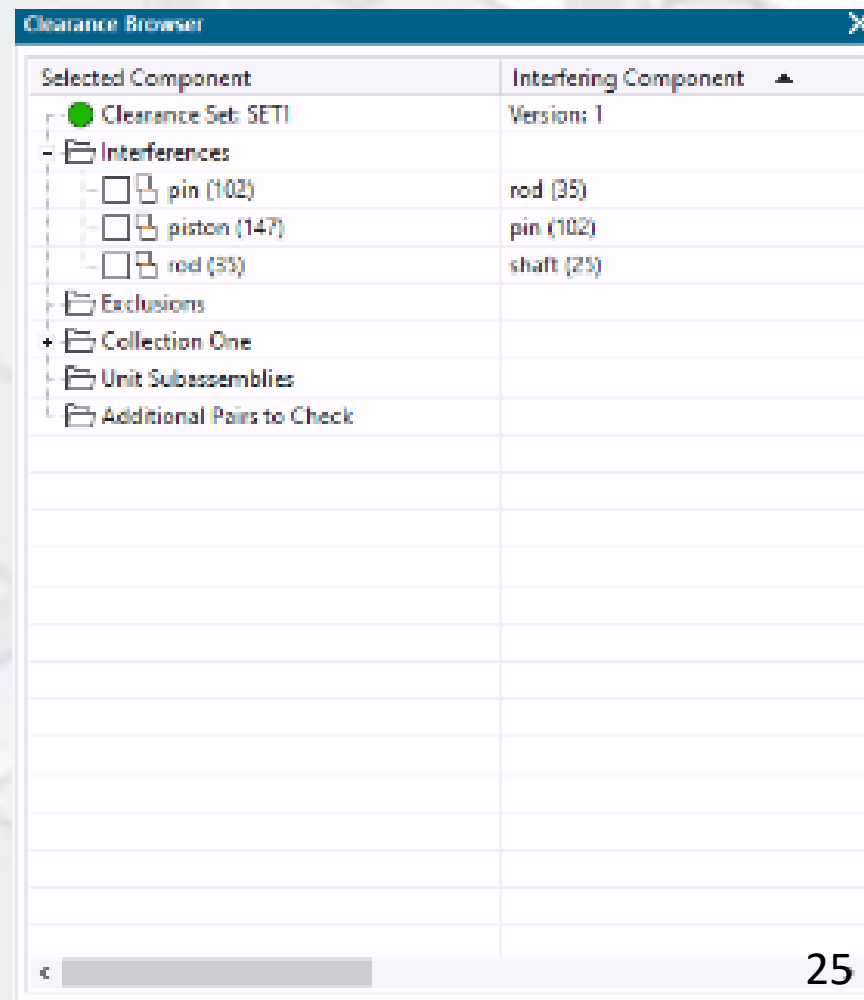 Clearance Browser
Selected Component Interfering Component
Clearance Set: SET1 Version: 1
Interferences
pin (102) rod (35)
piston (147) pin (102)
rod (35) shaft (25)
Exclusions
Collection One
Unit Subassemblies
Additional Pairs to Check
25